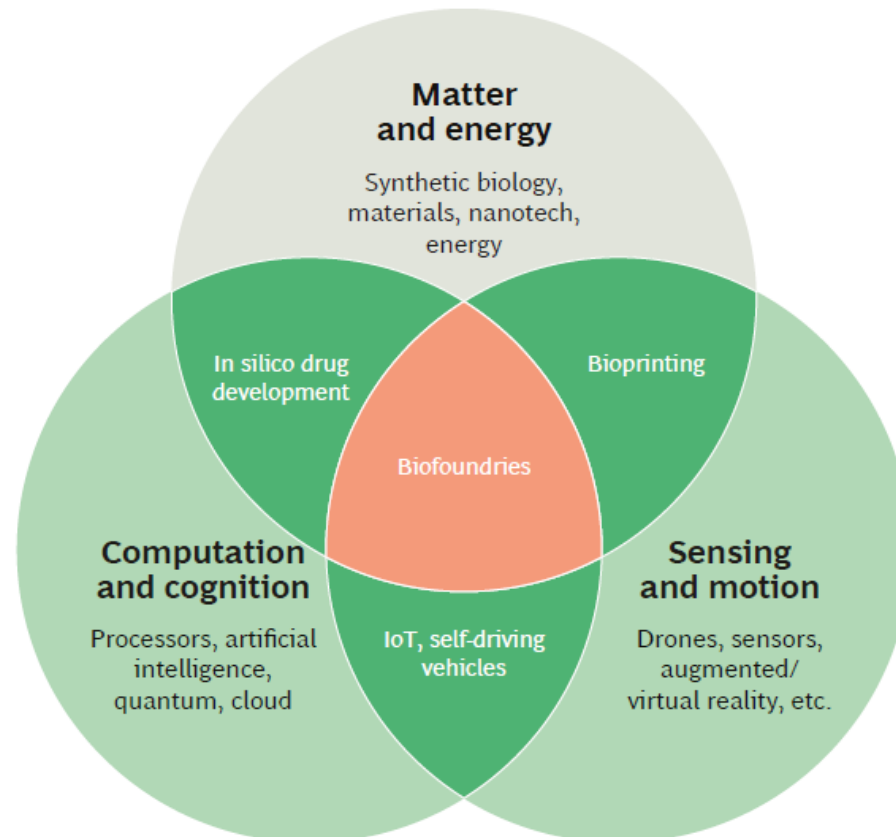 Matter
and energy
Synthetic biology,
materials, nanotech,
energy
In silico drug
development
Bioprinting
Biofoundries
Computation
and cognition
Processors, artificial
intelligence,
quantum, cloud
IoT, self-driving
vehicles
Sensing
and motion
Drones, sensors,
augmented/
virtual reality, etc.